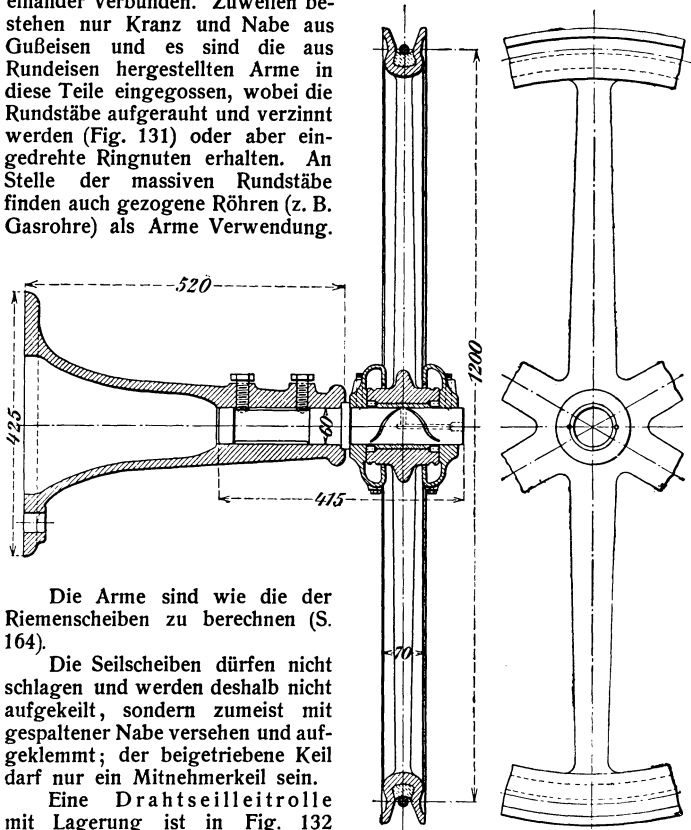 einander verbunden. Zuweilen be-
stehen nur Kranz und Nabe aus
Gußeisen und es sind die aus
Rundeisen hergestellten Arme in
diese Teile eingegossen, wobei die
Rundstäbe aufgerauht und verzinnt
werden (Fig. 131) oder aber ein-
gedrehte Ringnuten erhalten. An
Stelle der massiven Rundstäbe
finden auch gezogene Röhren (z. B.
Gasrohre) als Arme Verwendung.
520
425
60
415
1200
70
Die Arme sind wie die der
Riemenscheiben zu berechnen (S.
164).
Die Seilscheiben dürfen nicht
schlagen und werden deshalb nicht
aufgekeilt, sondern zumeist mit
gespaltener Nabe versehen und auf-
geklemmt; der beigetriebene Keil
darf nur ein Mitnehmerkeil sein.
Eine Drahtseilleitrolle
mit Lagerung ist in Fig. 132